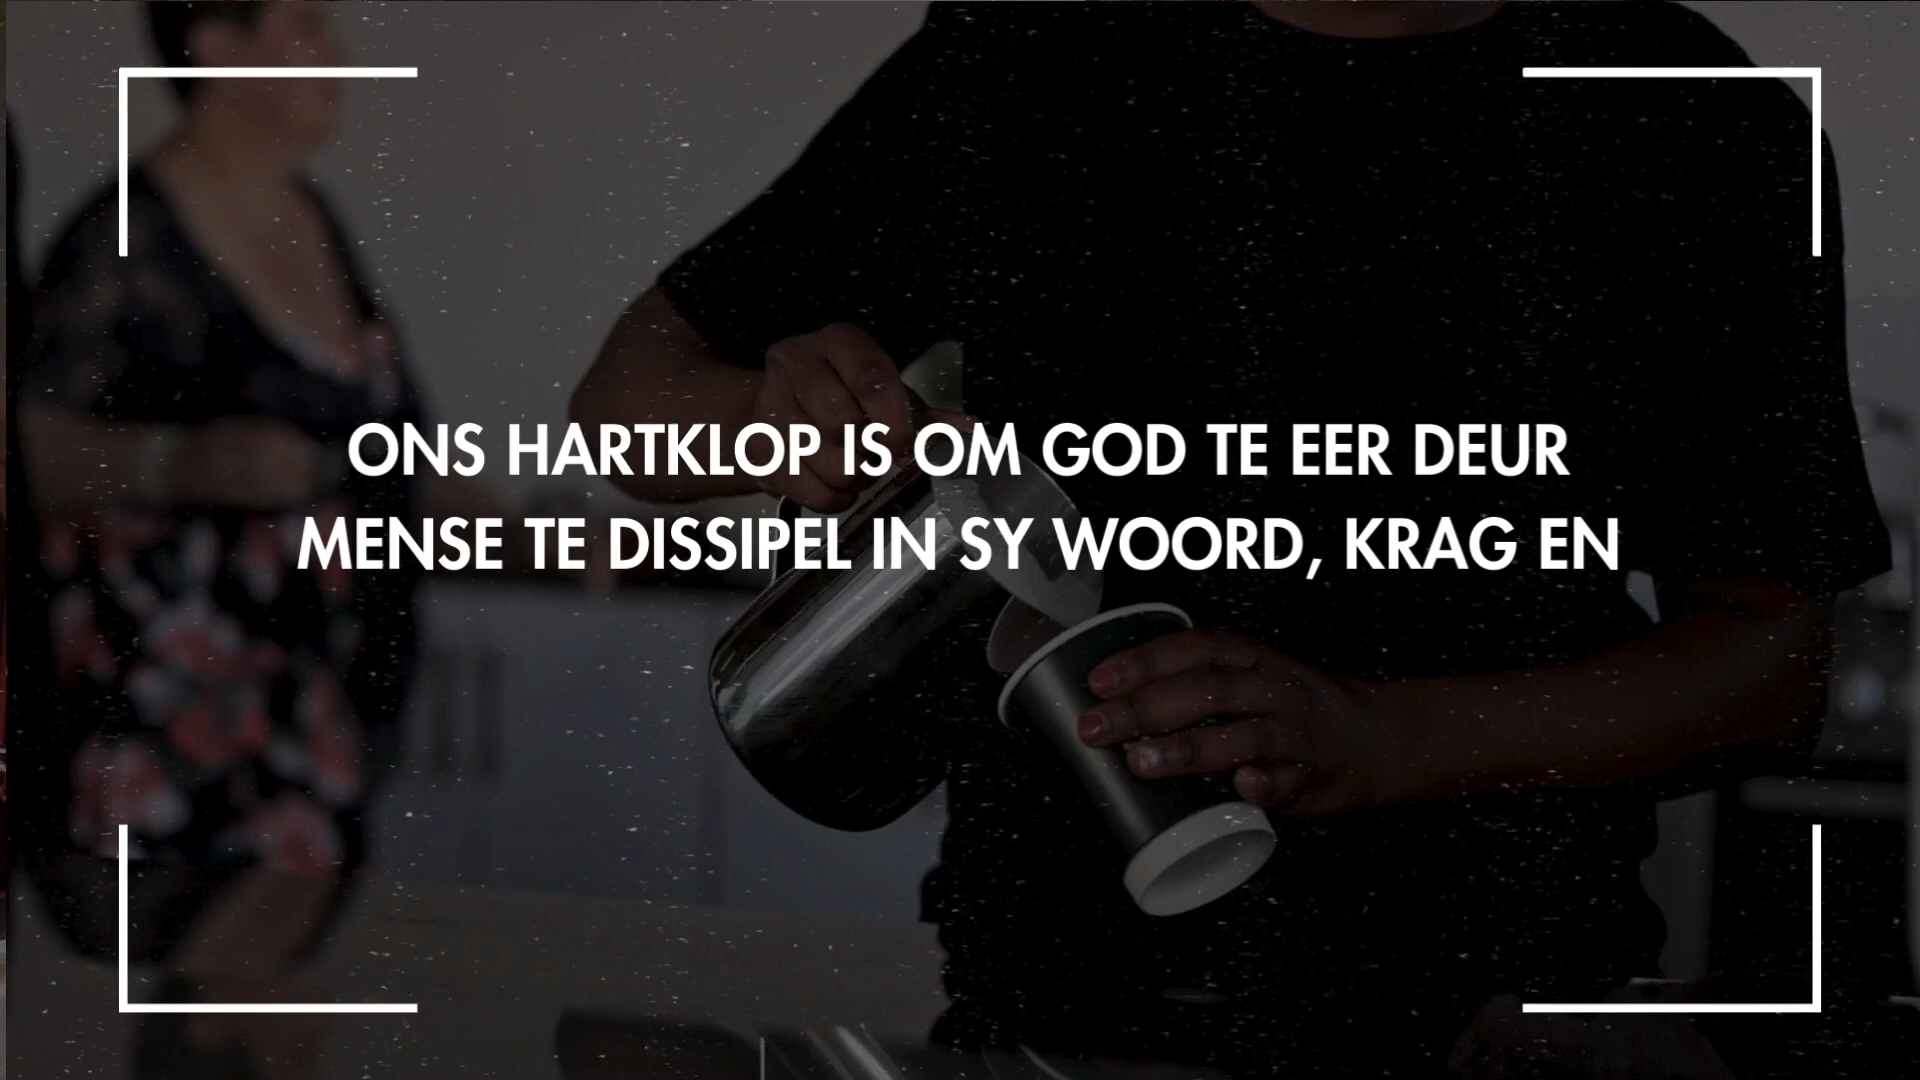 ONS HARTKLOP IS OM GOD TE EER DEUR
MENSE TE DISSIPEL IN SY WOORD, KRAG EN